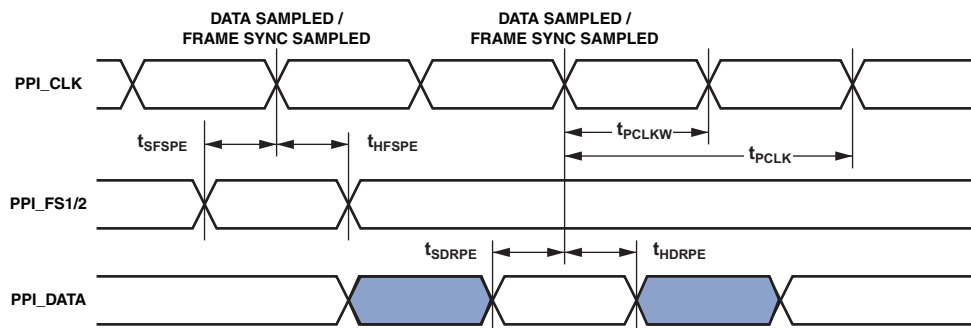 DATA SAMPLED /
FRAME SYNC SAMPLED
DATA SAMPLED /
FRAME SYNC SAMPLED
PPI_CLK
tSFSPE
tHFSPE
tPCLKW
tPCLK
PPI_FS1/2
tSDRPE
tHDRPE
PPI_DATA